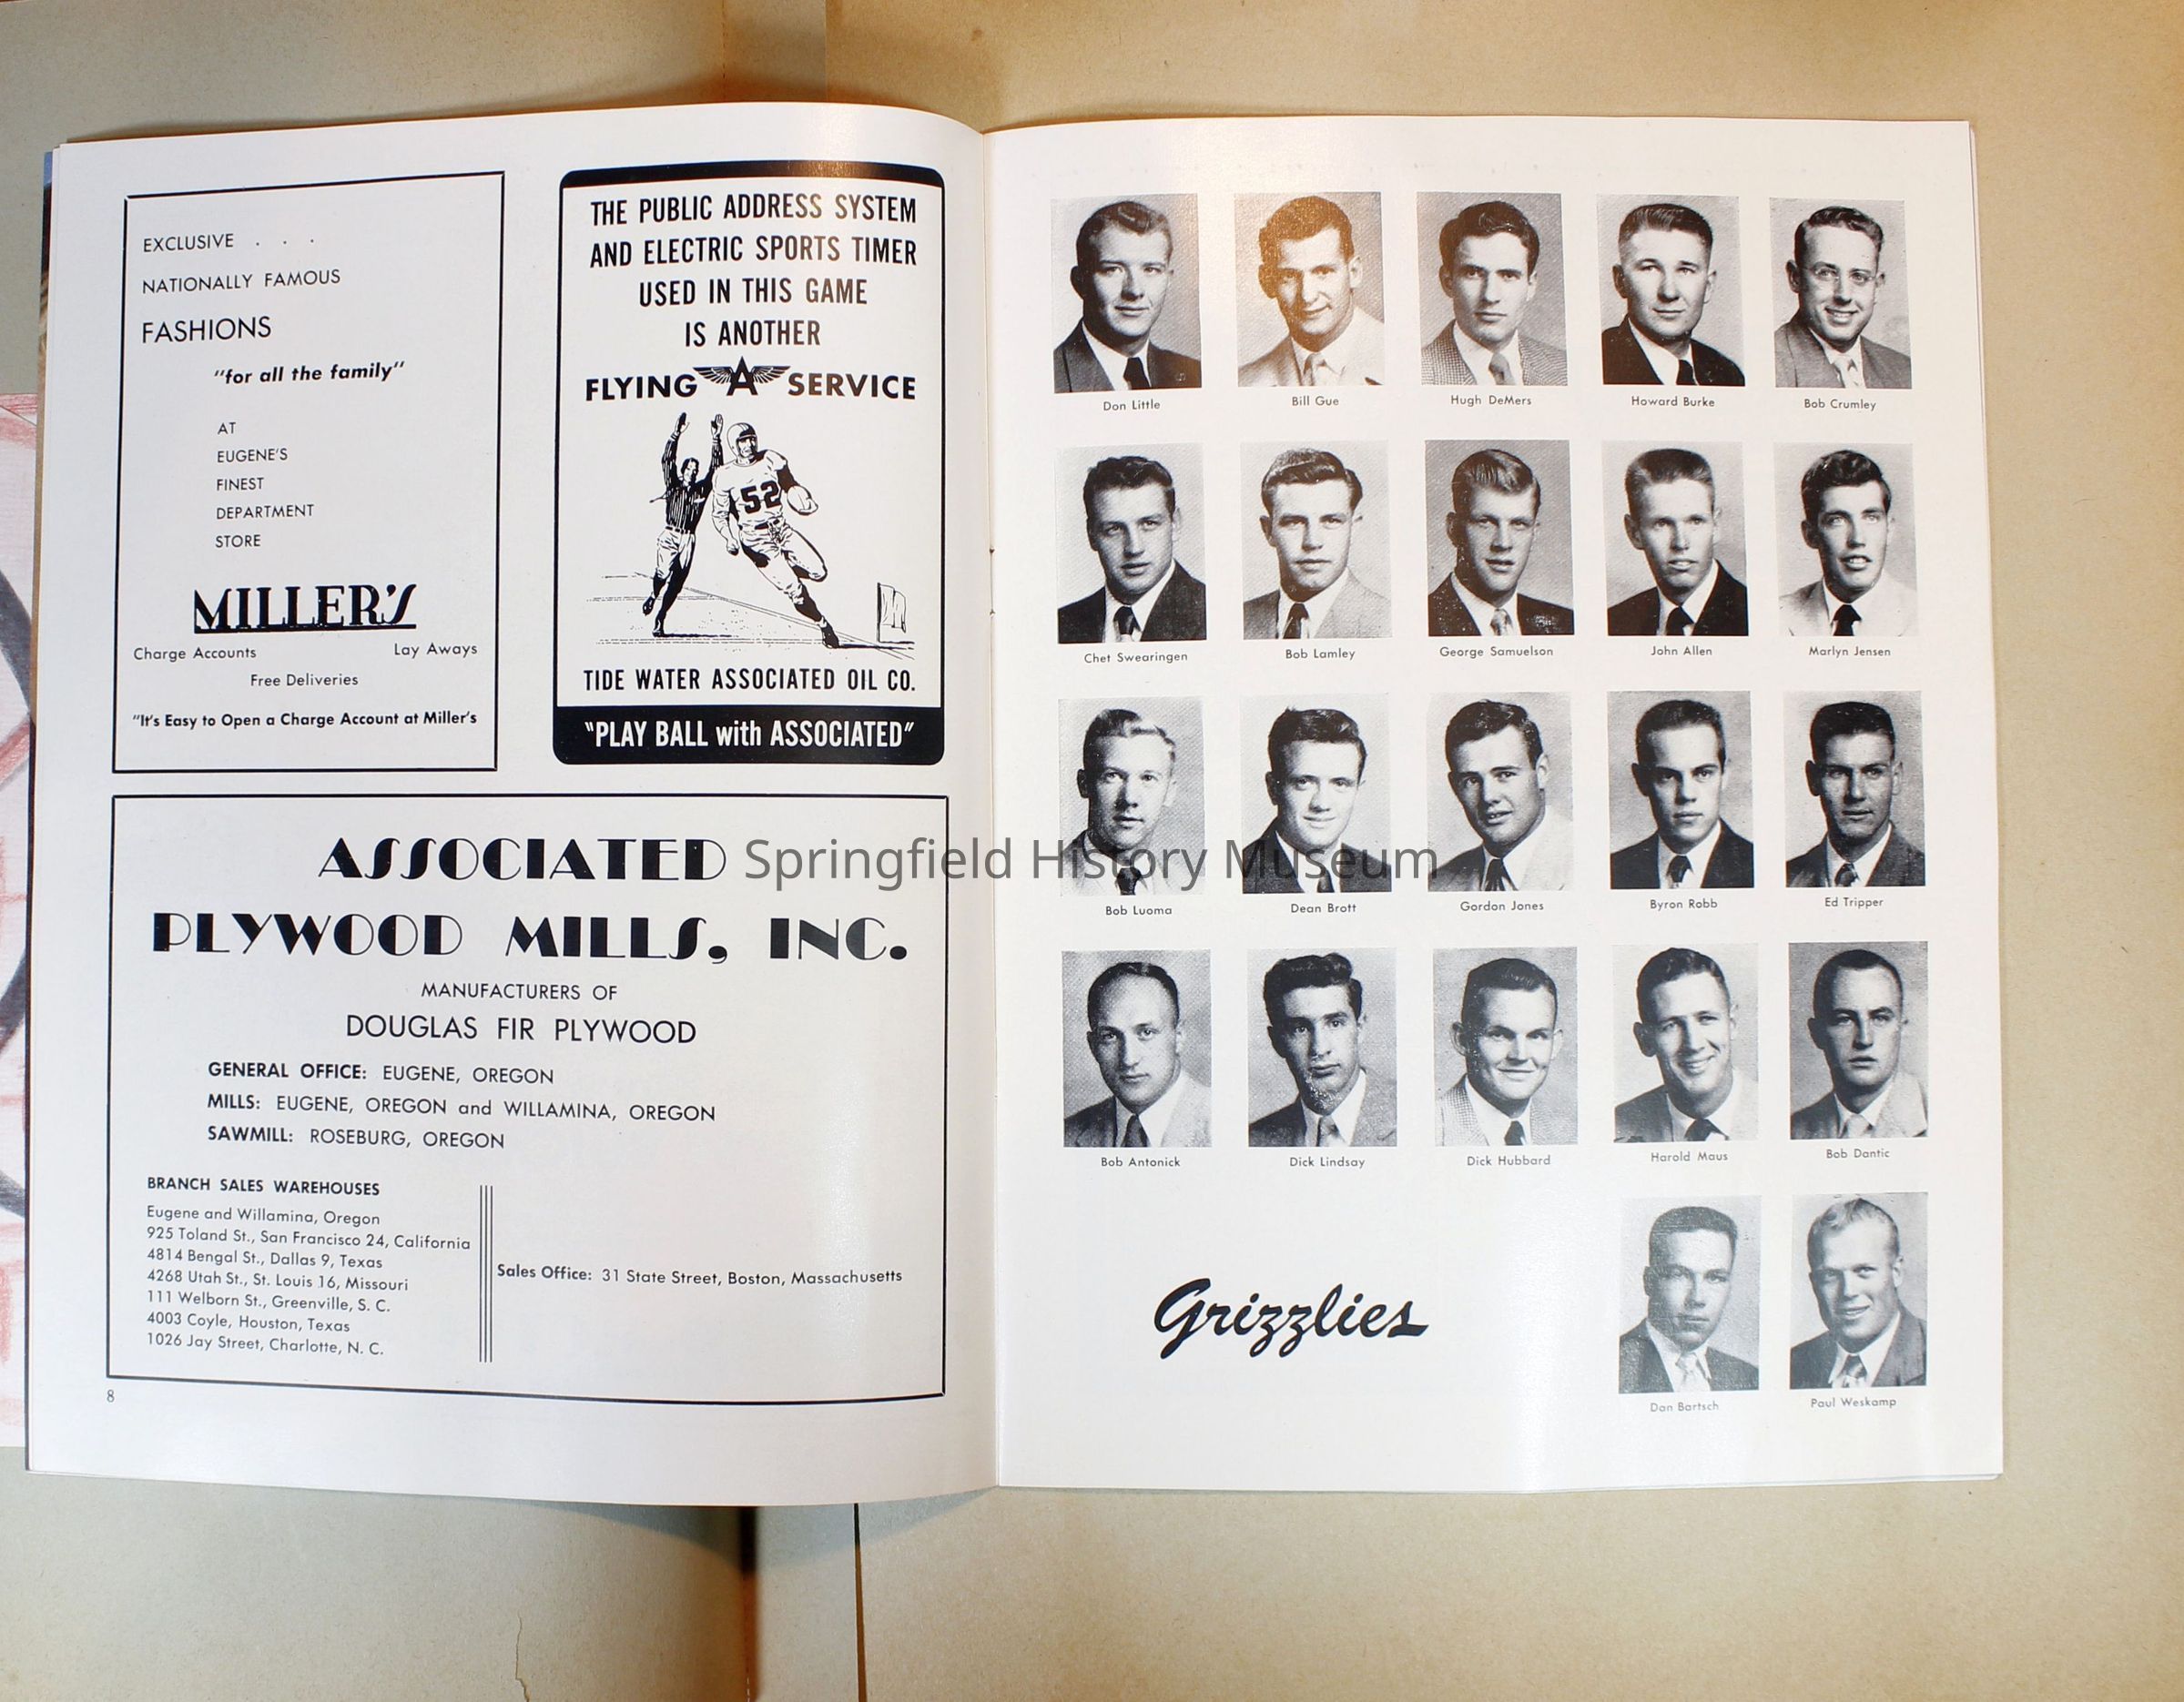 EXCLUSIVE . . .
NATIONALLY FAMOUS
FASHIONS
"for all the family"
AT
EUGENE'S
FINEST
DEPARTMENT
STORE
MILLER'S
Charge Accounts Lay Aways
Free Deliveries
"It's Easy to Open a Charge Account at Miller's
THE PUBLIC ADDRESS SYSTEM
AND ELECTRIC SPORTS TIMER
USED IN THIS GAME
IS ANOTHER
FLYING A SERVICE
52
TIDE WATER ASSOCIATED OIL CO.
"PLAY BALL with ASSOCIATED"
ASSOCIATED
PLYWOOD MILLS, INC.
MANUFACTURERS OF
DOUGLAS FIR PLYWOOD
GENERAL OFFICE: EUGENE, OREGON
MILLS: EUGENE, OREGON and WILLAMINA, OREGON
SAWMILL: ROSEBURG, OREGON
BRANCH SALES WAREHOUSES
Eugene and Willamina, Oregon
925 Toland St., San Francisco 24, California
4814 Bengal St., Dallas 9, Texas
4268 Utah St., St. Louis 16, Missouri
111 Welborn St., Greenville, S. C.
4003 Coyle, Houston, Texas
1026 Jay Street, Charlotte, N. C.
Sales Office: 31 State Street, Boston, Massachusetts
8
Don Little Bill Gue Hugh DeMers Howard Burke Bob Crumley
Chet Swearingen Bob Lamley George Samuelson John Allen Marlyn Jensen
Springfield History Museum
Bob Luoma Dean Brott Gordon Jones Byron Robb Ed Tripper
Bob Antonick Dick Lindsay Dick Hubbard Harold Maus Bob Dantic
Grizzlies
Dan Bartsch Paul Weskamp